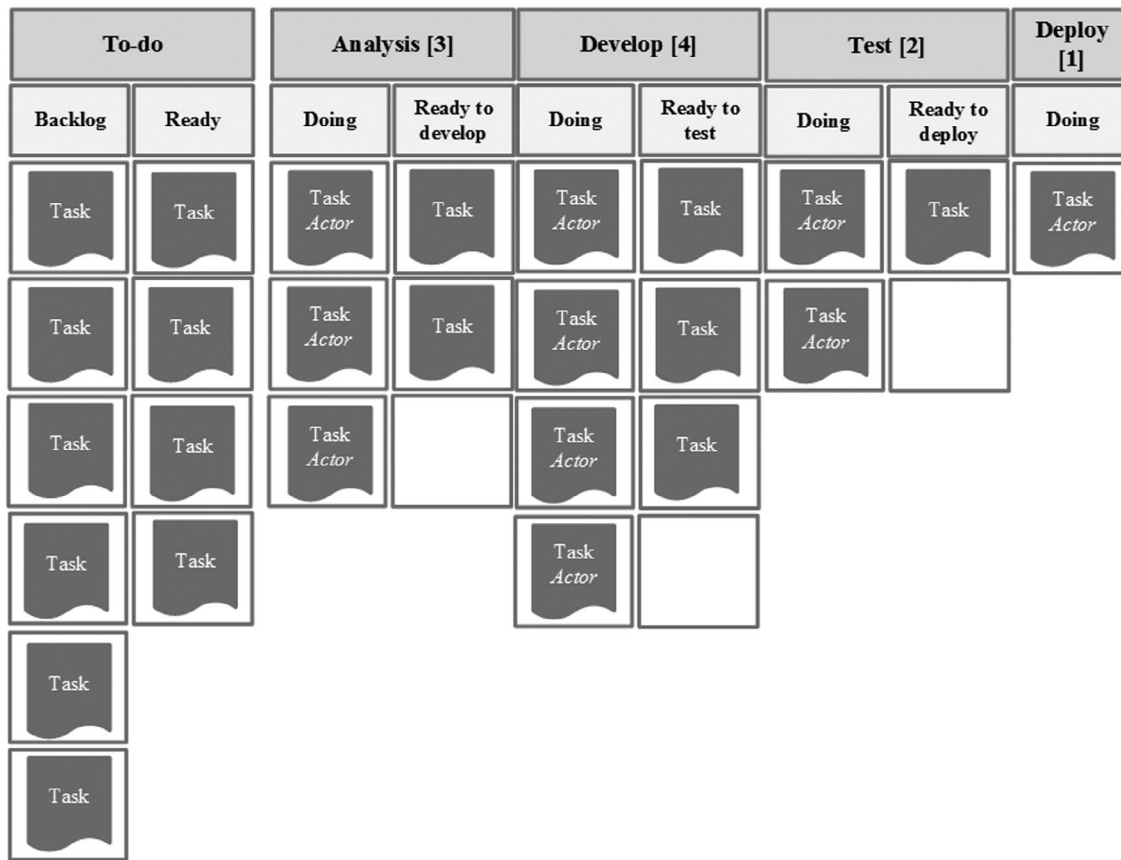 To-do
Analysis [3]
Develop [4]
Test [2]
Deploy
[1]
Backlog
Ready
Doing
Ready to
develop
Doing
Ready to
test
Doing
Ready to
deploy
Doing
Task
Task
Task
Actor
Task
Task
Actor
Task
Task
Actor
Task
Task
Actor
Task
Task
Task
Actor
Task
Task
Actor
Task
Task
Actor
Task
Task
Task
Actor
Task
Actor
Task
Task
Task
Task
Actor
Task
Task